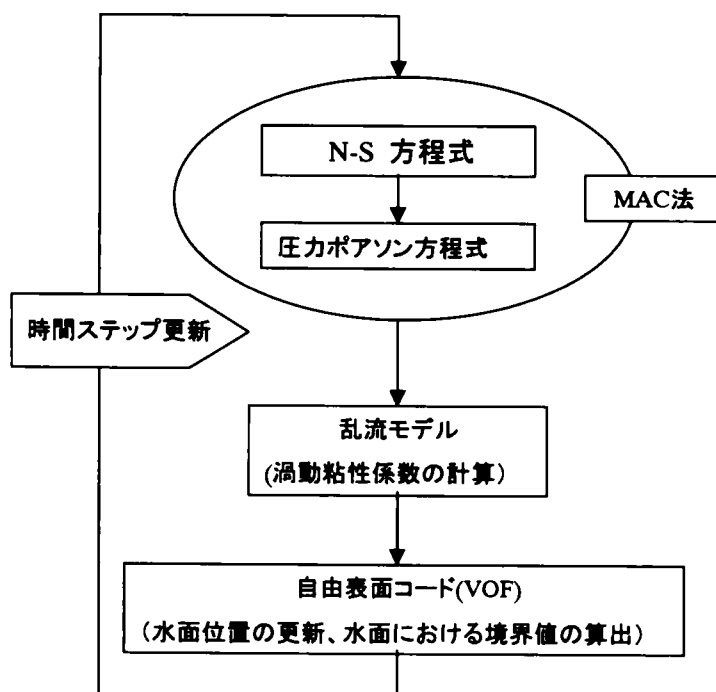 N-S 方程式
MAC法
圧力ポアソン方程式
時間ステップ更新
乱流モデル
(渦動粘性係数の計算)
自由表面コード(VOF)
(水面位置の更新、水面における境界値の算出)